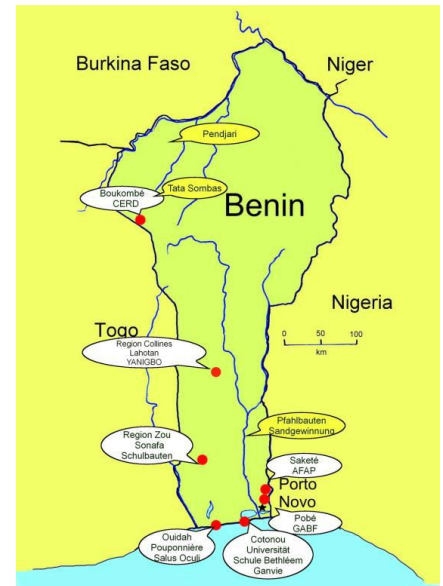 Burkina Faso
Niger
Pendjari
Tata Sombas
Boukombé
CERD
Benin
Nigeria
Togo
0 50 100
km
Region Collines
Lahotan
YANIGBO
Pfahlbauten
Sandgewinnung
Region Zou
Sonafa
Schulbauten
Saketé
AFAP
Porto
Novo
Pobé
GABF
Ouidah
Pouponnière
Salus Oculi
Cotonou
Universität
Schule Bethléem
Ganvie